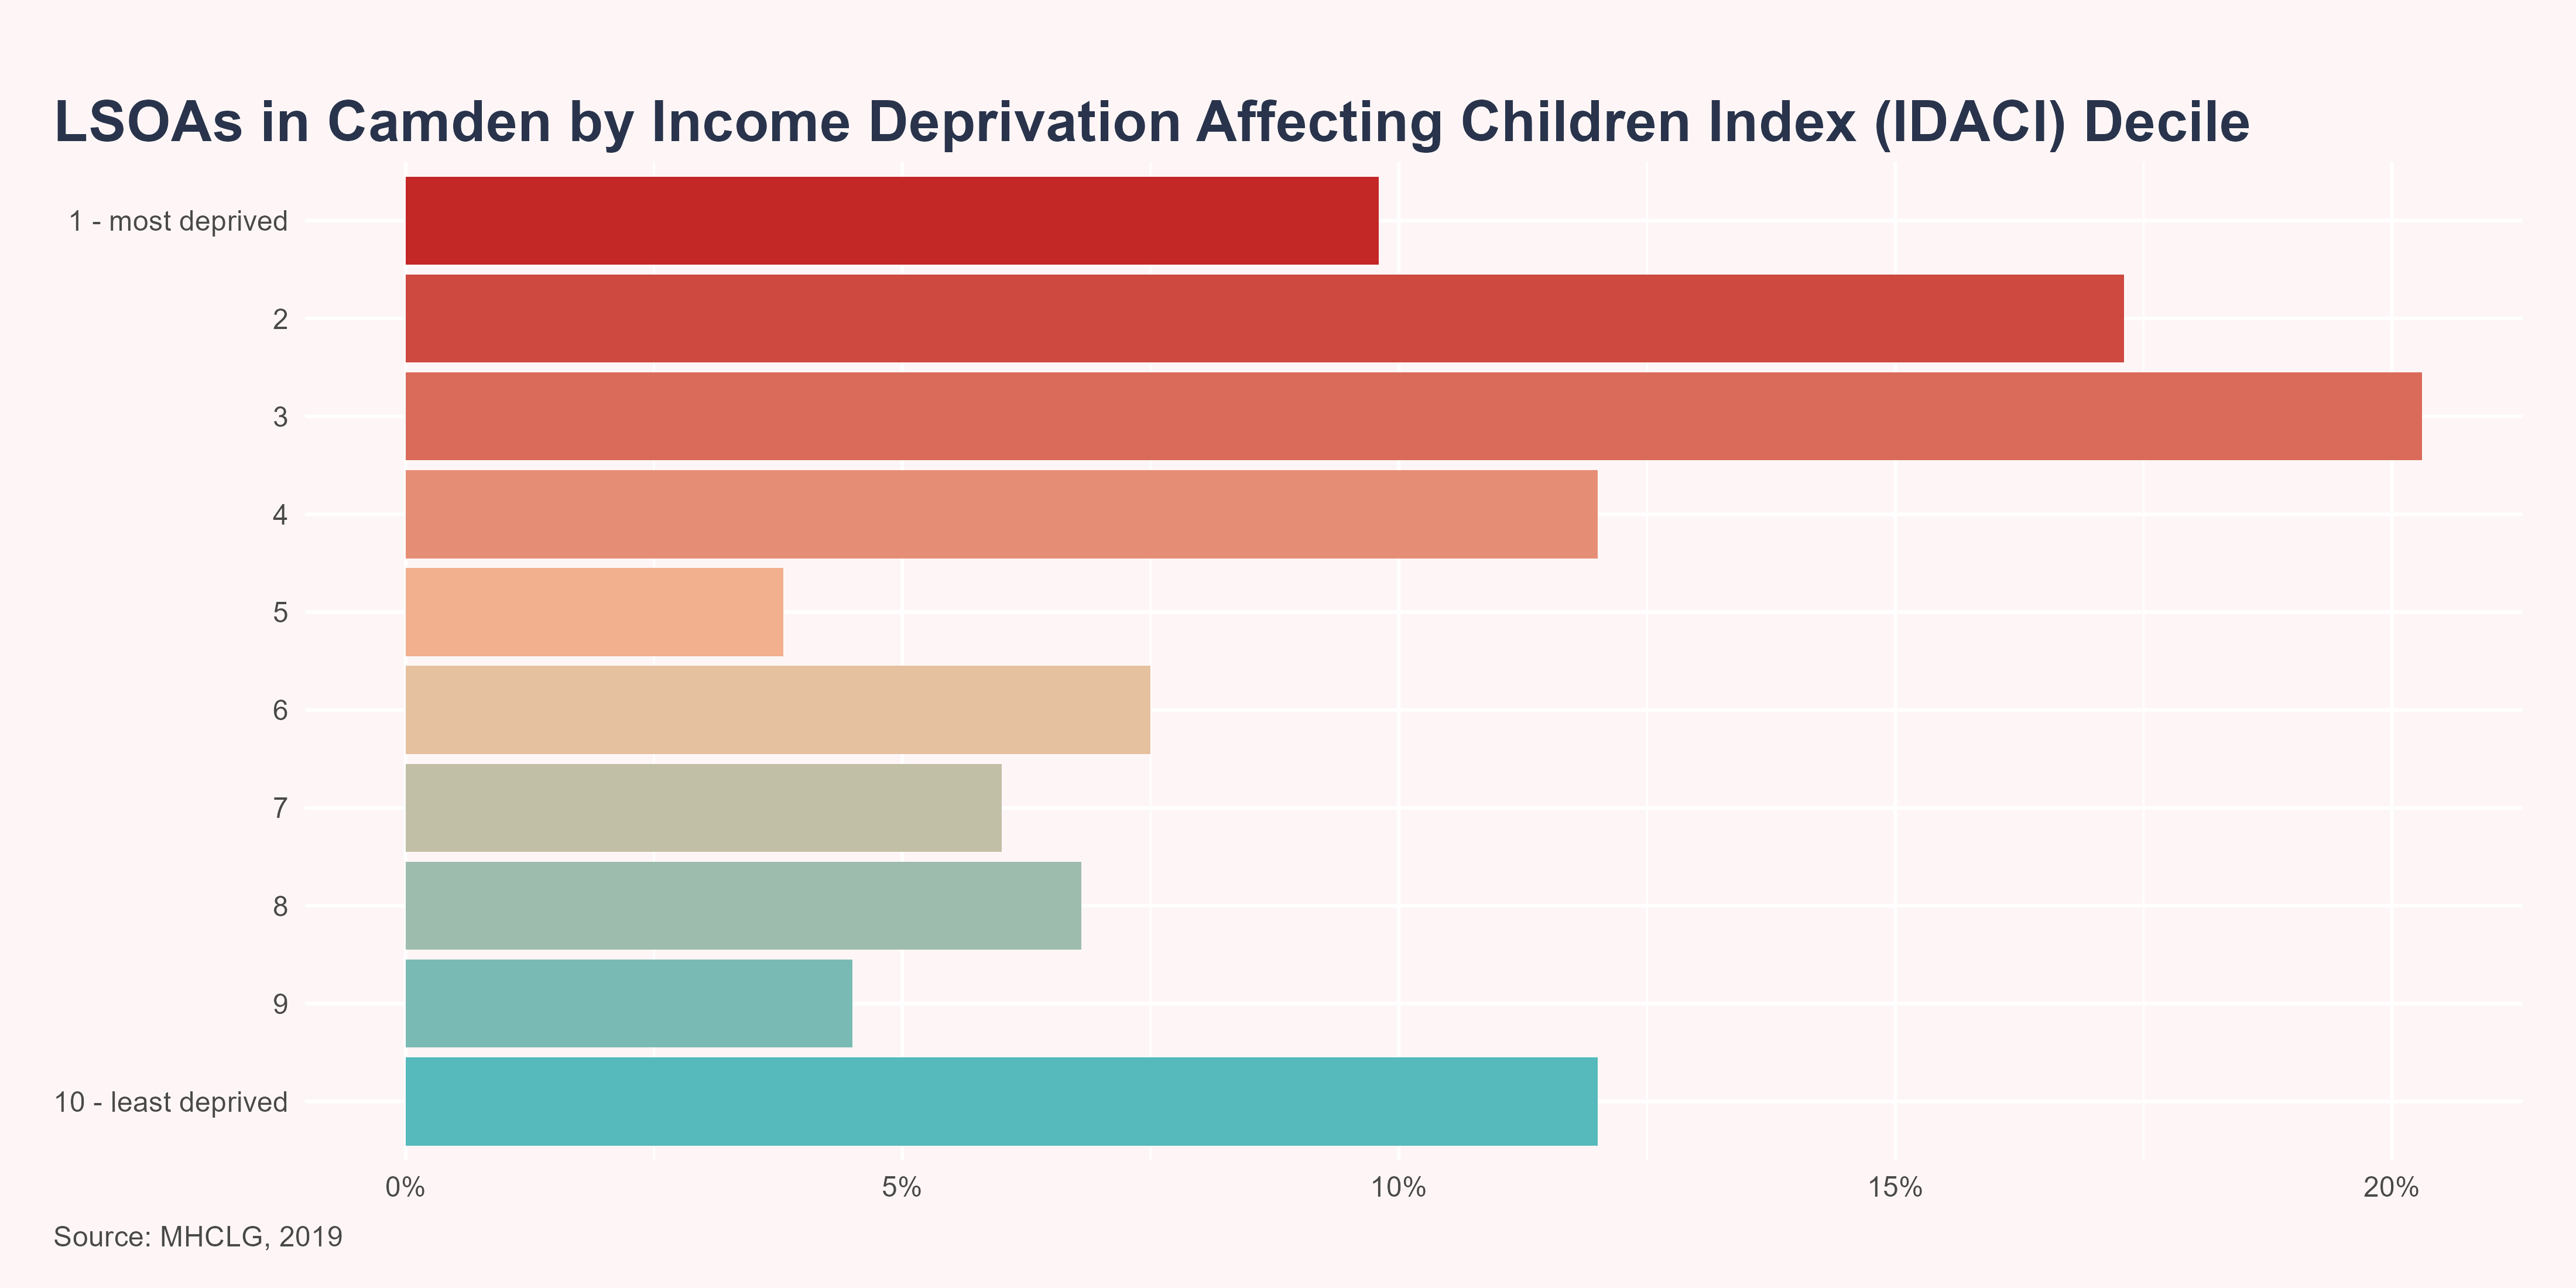 LSOAs in Camden by Income Deprivation Affecting Children Index (IDACI) Decile
1 - most deprived
2
3
4
5
6
7
8
9
10 - least deprived
0% 5% 10% 15% 20%
Source: MHCLG, 2019